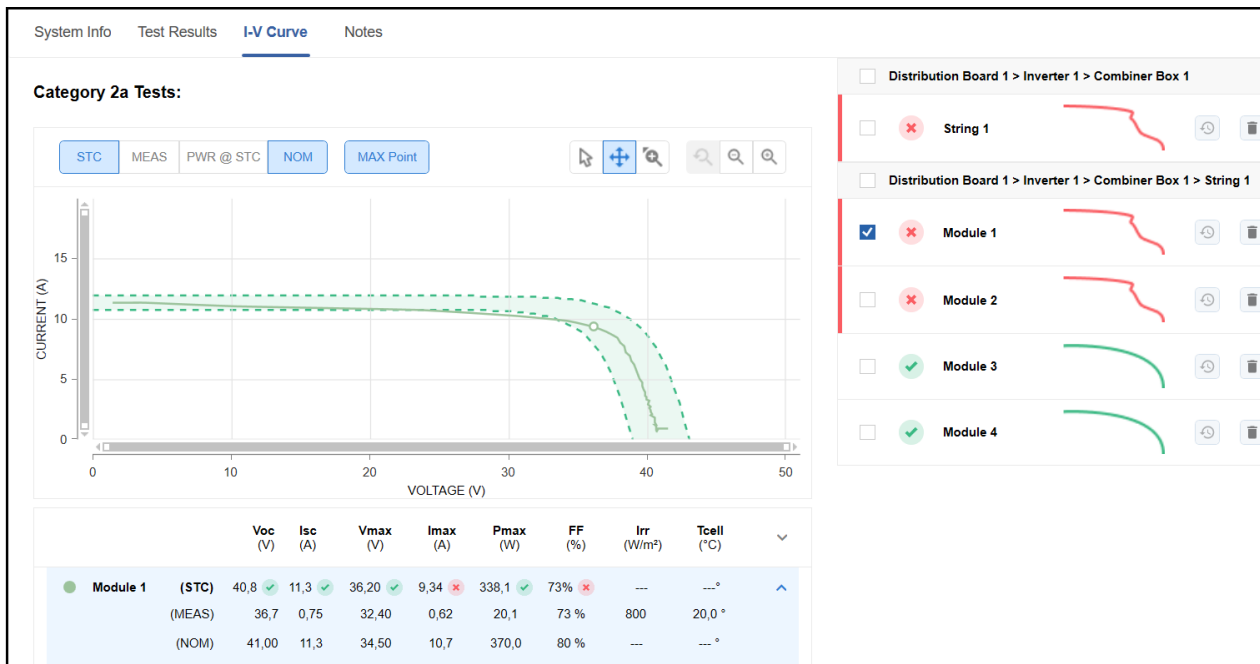 System Info Test Results I-V Curve Notes
Category 2a Tests:
STC MEAS PWR @ STC NOM MAX Point
CURRENT (A)
15
10
5
0
0 10 20 30 40 50
VOLTAGE (V)
Voc Isc Vmax Imax Pmax FF Irr Tcell
(V) (A) (V) (A) (W) (%) (W/m²) (°C)
Module 1 (STC) 40,8 11,3 36,20 9,34 338,1 73% --- ---°
(MEAS) 36,7 0,75 32,40 0,62 20,1 73 % 800 20,0 °
(NOM) 41,00 11,3 34,50 10,7 370,0 80 % --- --- °
Distribution Board 1 > Inverter 1 > Combiner Box 1
String 1
Distribution Board 1 > Inverter 1 > Combiner Box 1 > String 1
Module 1
Module 2
Module 3
Module 4